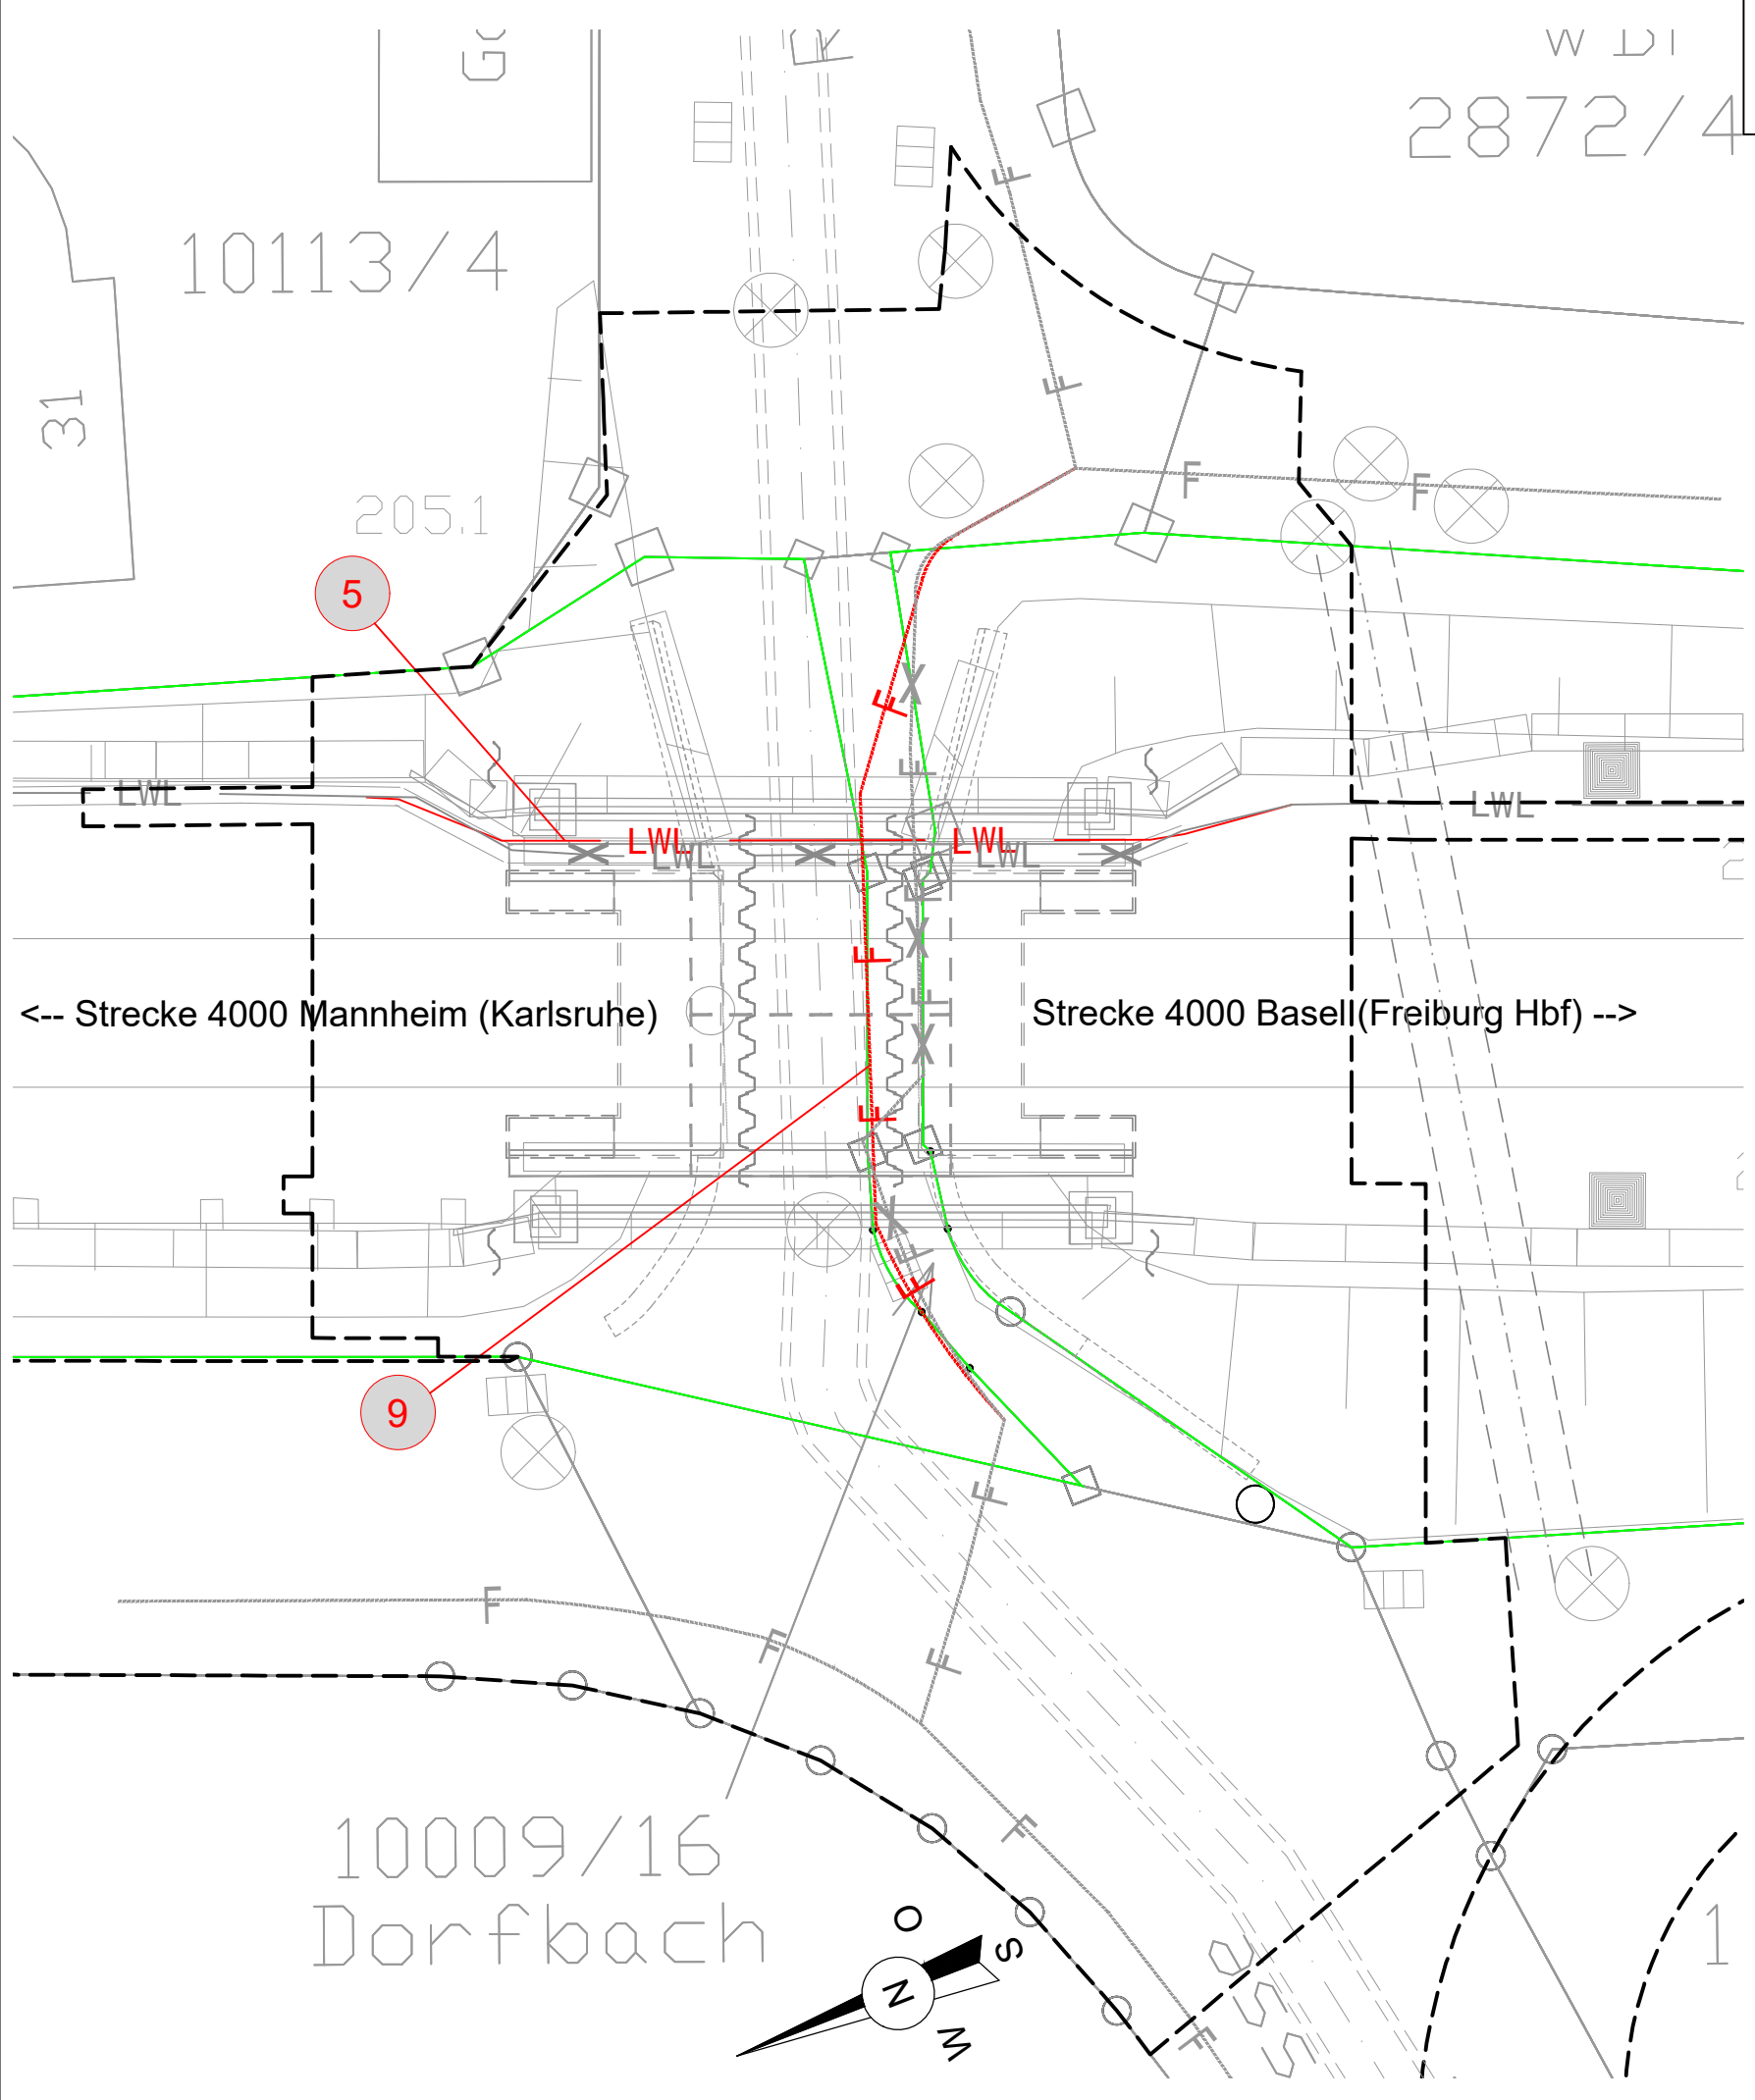 2872/4
10113/4
31
205.1
5
F
F
F
F
F
X
F
LWL
LWL
LWL
LWL
LWL
LWL
X
X
X
F
X
F
F
X
<-- Strecke 4000 Mannheim (Karlsruhe)
Strecke 4000 Basel (Freiburg Hbf) -->
F
X
F
F
9
F
F
F
F
10009/16
Dorfbach
F
O
S
N
W
F
1